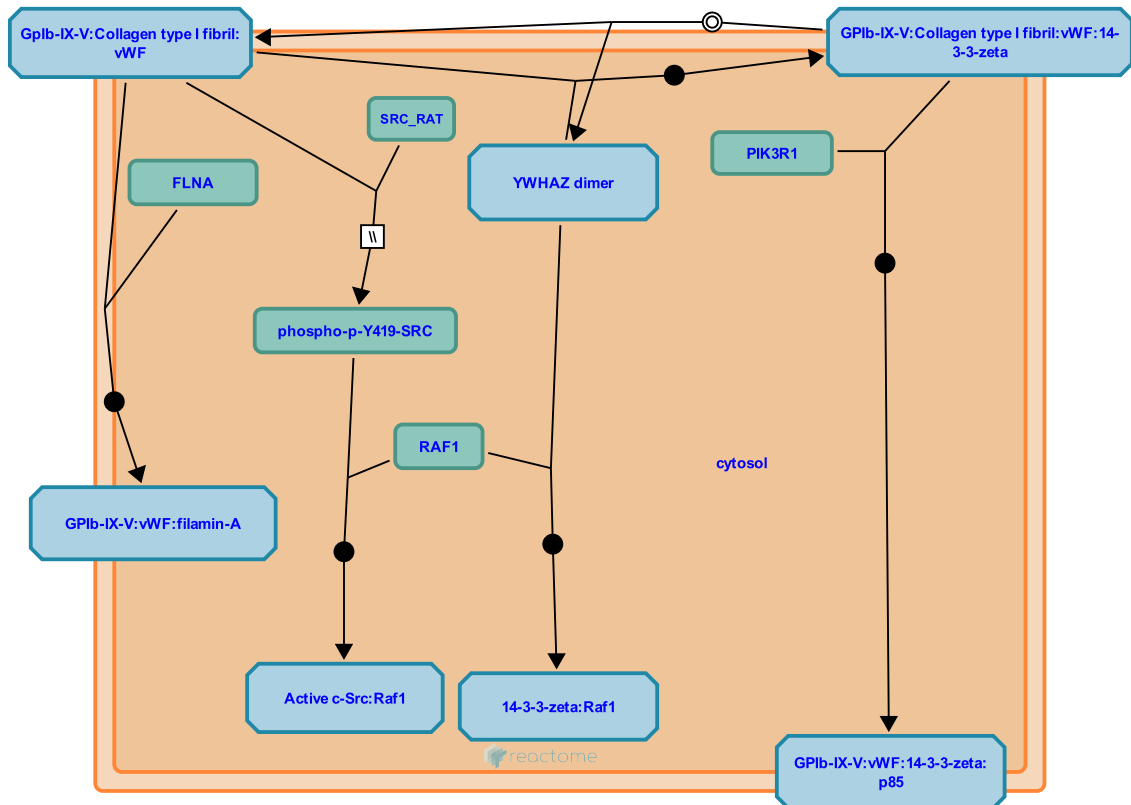 GpIb-IX-V:Collagen type I fibril:
vWF
GPIb-IX-V:Collagen type I fibril:vWF:14-
3-3-zeta
SRC_RAT
PIK3R1
FLNA
YWHAZ dimer
\\
phospho-p-Y419-SRC
RAF1
cytosol
GPIb-IX-V:vWF:filamin-A
Active c-Src:Raf1
14-3-3-zeta:Raf1
reactome
GPIb-IX-V:vWF:14-3-3-zeta:
p85